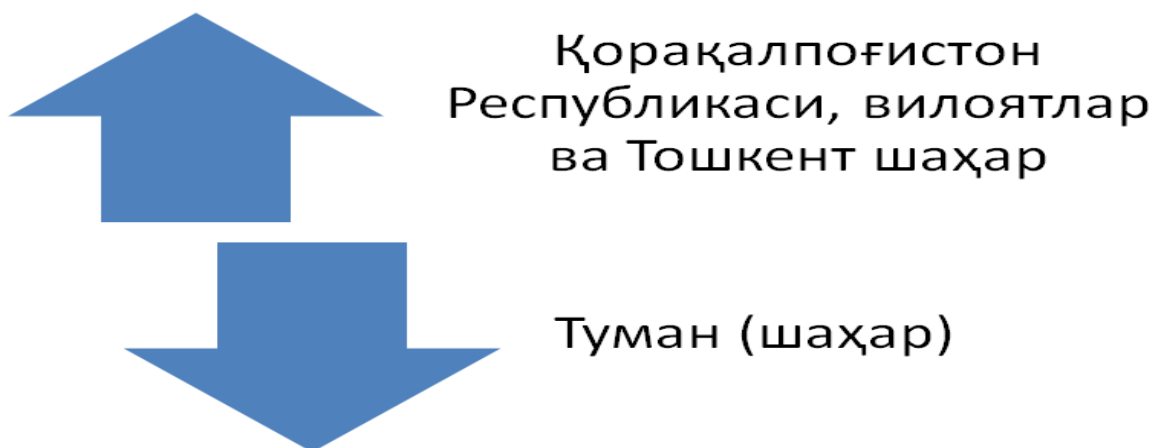 Қорақалпоғистон
Республикаси, вилоятлар
ва Тошкент шаҳар
Туман (шаҳар)